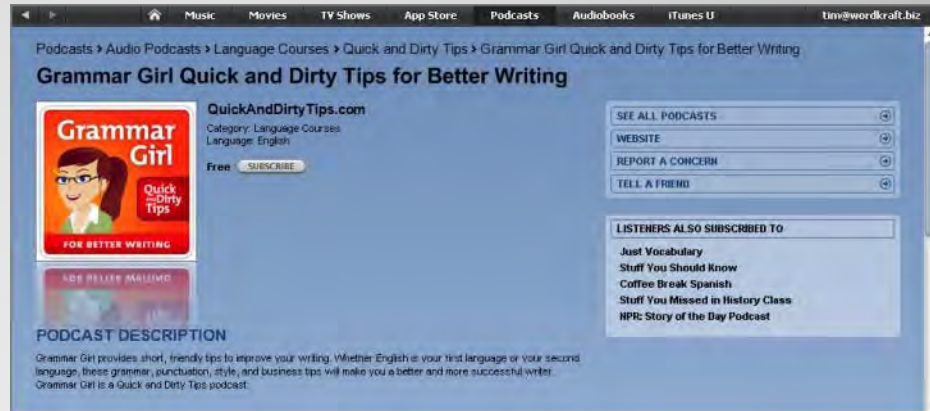 Music Movies TV Shows App Store Podcasts Audiobooks iTunes U tim@wordkraft.biz
Podcasts > Audio Podcasts > Language Courses > Quick and Dirty Tips > Grammar Girl Quick and Dirty Tips for Better Writing
Grammar Girl Quick and Dirty Tips for Better Writing
Grammar
Girl
Quick
and Dirty
Tips
FOR BETTER WRITING
QuickAndDirtyTips.com
Category: Language Courses
Language: English
Free SUBSCRIBE
SEE ALL PODCASTS
WEBSITE
REPORT A CONCERN
TELL A FRIEND
LISTENERS ALSO SUBSCRIBED TO
Just Vocabulary
Stuff You Should Know
Coffee Break Spanish
Stuff You Missed in History Class
NPR: Story of the Day Podcast
PODCAST DESCRIPTION
Grammar Girl provides short, friendly tips to improve your writing. Whether English is your first language or your second
language, these grammar, punctuation, style, and business tips will make you a better and more successful writer.
Grammar Girl is a Quick and Dirty Tips podcast.